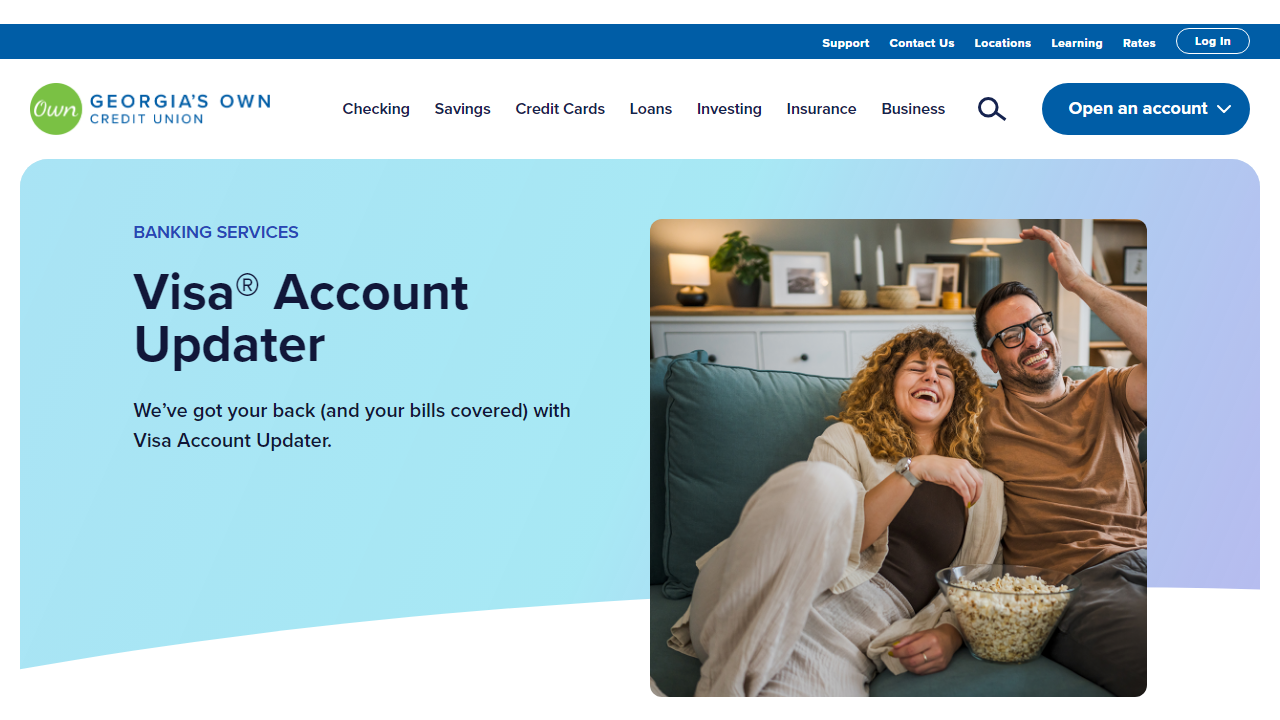 Support Contact Us Locations Learning Rates Log In
Own GEORGIA'S OWN
CREDIT UNION
Checking Savings Credit Cards Loans Investing Insurance Business Open an account
BANKING SERVICES
Visa® Account
Updater
We’ve got your back (and your bills covered) with
Visa Account Updater.